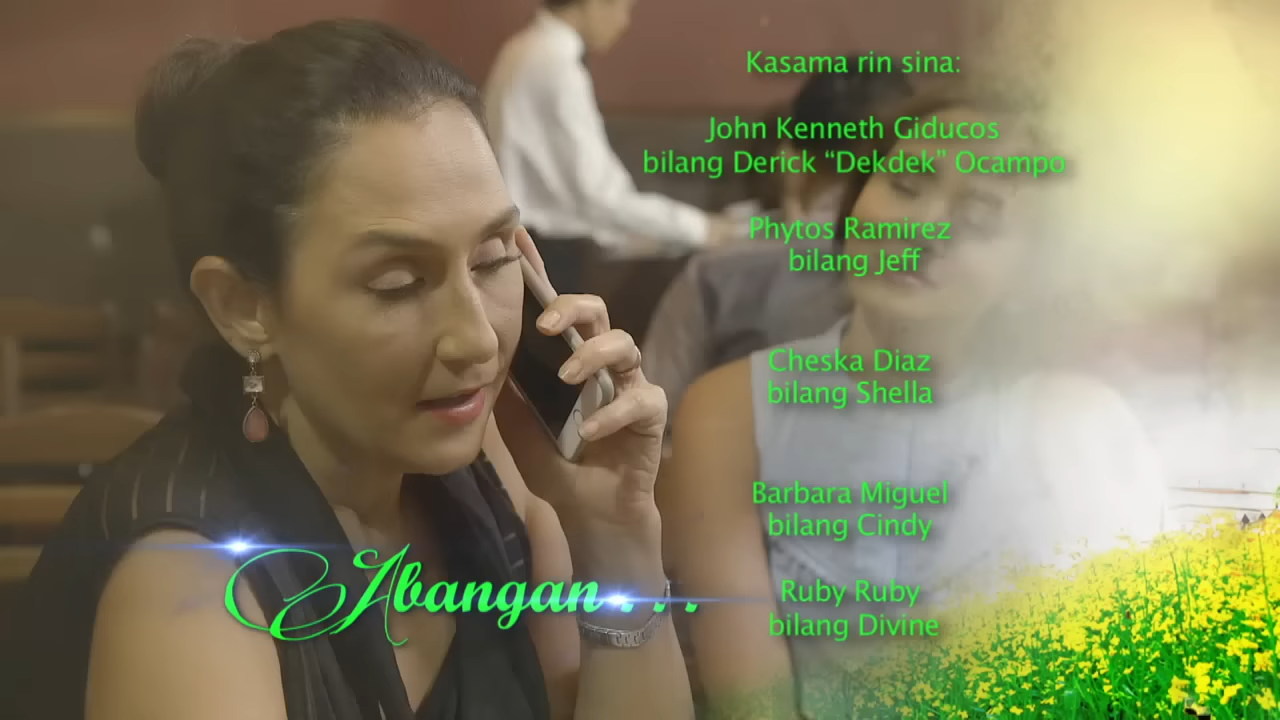 Kasama rin sina:
John Kenneth Giducos
bilang Derick “Dekdek” Ocampo
Phytos Ramirez
bilang Jeff
Cheska Diaz
bilang Shella
Barbara Miguel
bilang Cindy
Ruby Ruby
bilang Divine
Abangan . . .